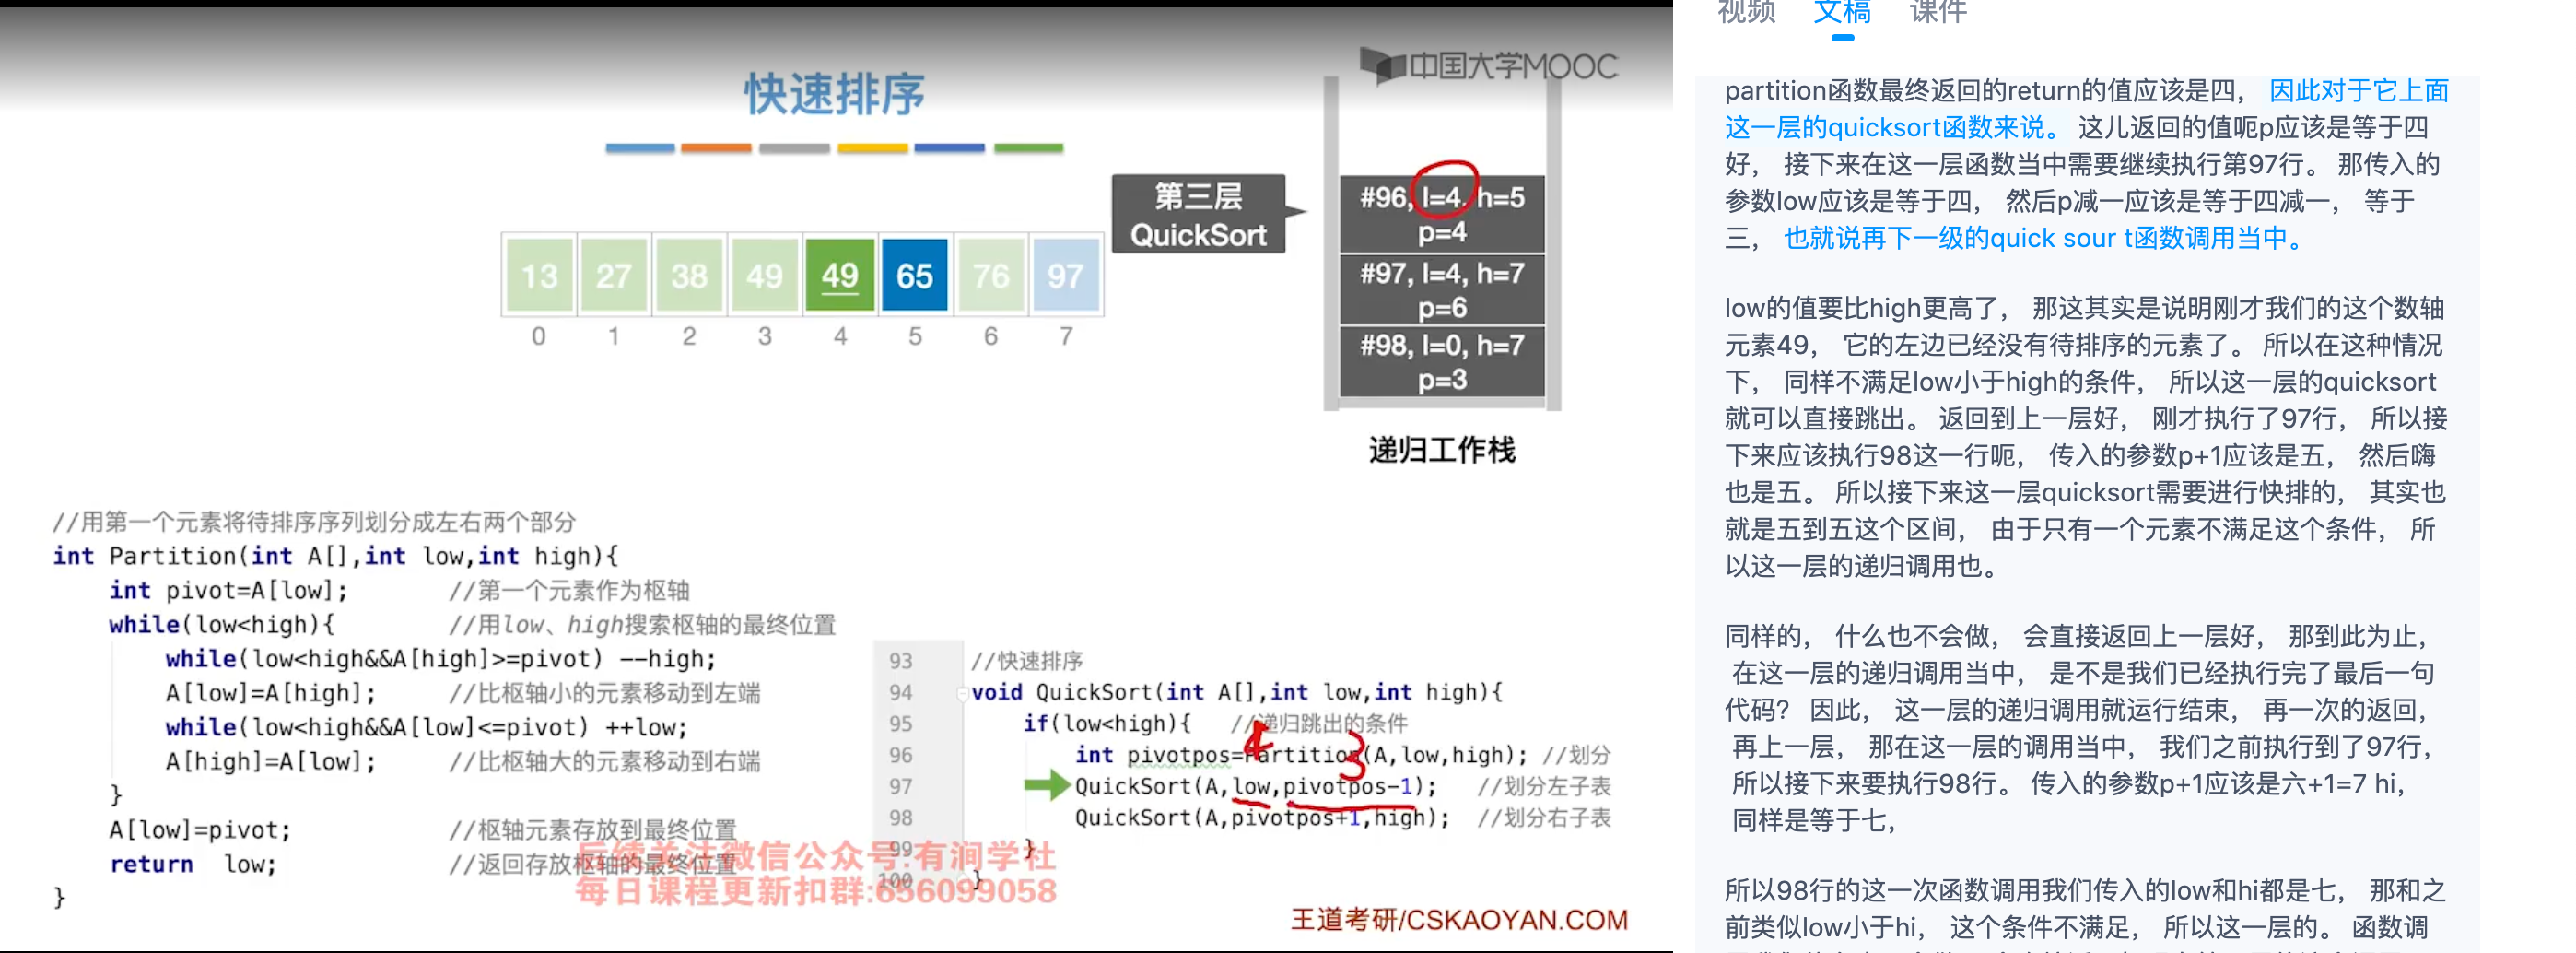 中国大学MOOC
快速排序
第三层
QuickSort
#96, l=4, h=5
p=4
#97, l=4, h=7
p=6
#98, l=0, h=7
p=3
递归工作栈
13 27 38 49 49 65 76 97
0 1 2 3 4 5 6 7
//用第一个元素将待排序序列划分成左右两个部分
int Partition(int A[],int low,int high){
int pivot=A[low]; //第一个元素作为枢轴
while(low<high){ //用low、high搜索枢轴的最终位置
while(low<high&&A[high]>=pivot) --high;
A[low]=A[high]; //比枢轴小的元素移动到左端
while(low<high&&A[low]<=pivot) ++low;
A[high]=A[low]; //比枢轴大的元素移动到右端
}
A[low]=pivot; //枢轴元素存放到最终位置
return low; //返回存放枢轴的最终位置
}
93 //快速排序
94 void QuickSort(int A[],int low,int high){
95 if(low<high){ //递归跳出的条件
4 3
96 int pivotpos=Partition(A,low,high); //划分
97 QuickSort(A,low,pivotpos-1); //划分左子表
98 QuickSort(A,pivotpos+1,high); //划分右子表
99 }
100 }
后续关注微信公众号:有涧学社
每日课程更新扣群:656099058
王道考研/CSKAOYAN.COM
视频 文稿 课件
partition函数最终返回的return的值应该是四， 因此对于它上面
这一层的quicksort函数来说。 这儿返回的值呃p应该是等于四
好， 接下来在这一层函数当中需要继续执行第97行。 那传入的
参数low应该是等于四， 然后p减一应该是等于四减一， 等于
三， 也就说再下一级的quick sour t函数调用当中。
low的值要比high更高了， 那这其实是说明刚才我们的这个数轴
元素49， 它的左边已经没有待排序的元素了。 所以在这种情况
下， 同样不满足low小于high的条件， 所以这一层的quicksort
就可以直接跳出。 返回到上一层好， 刚才执行了97行， 所以接
下来应该执行98这一行呃， 传入的参数p+1应该是五， 然后嗨
也是五。 所以接下来这一层quicksort需要进行快排的， 其实也
就是五到五这个区间， 由于只有一个元素不满足这个条件， 所
以这一层的递归调用也。
同样的， 什么也不会做， 会直接返回上一层好， 那到此为止，
在这一层的递归调用当中， 是不是我们已经执行完了最后一句
代码？ 因此， 这一层的递归调用就运行结束， 再一次的返回，
再上一层， 那在这一层的调用当中， 我们之前执行到了97行，
所以接下来要执行98行。 传入的参数p+1应该是六+1=7 hi，
同样是等于七，
所以98行的这一次函数调用我们传入的low和hi都是七， 那和之
前类似low小于hi， 这个条件不满足， 所以这一层的。 函数调